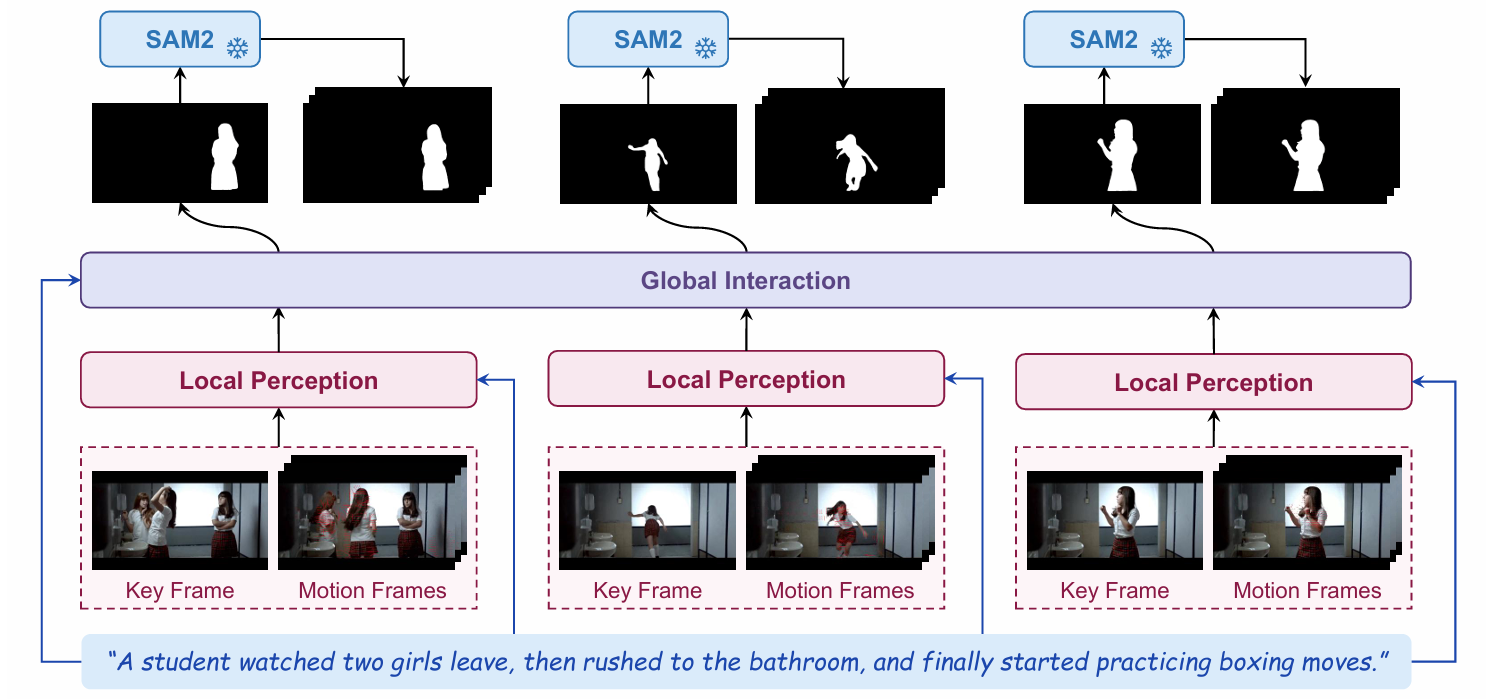 SAM2
SAM2
SAM2
Global Interaction
Local Perception
Local Perception
Local Perception
Key Frame
Motion Frames
Key Frame
Motion Frames
Key Frame
Motion Frames
“A student watched two girls leave, then rushed to the bathroom, and finally started practicing boxing moves.”